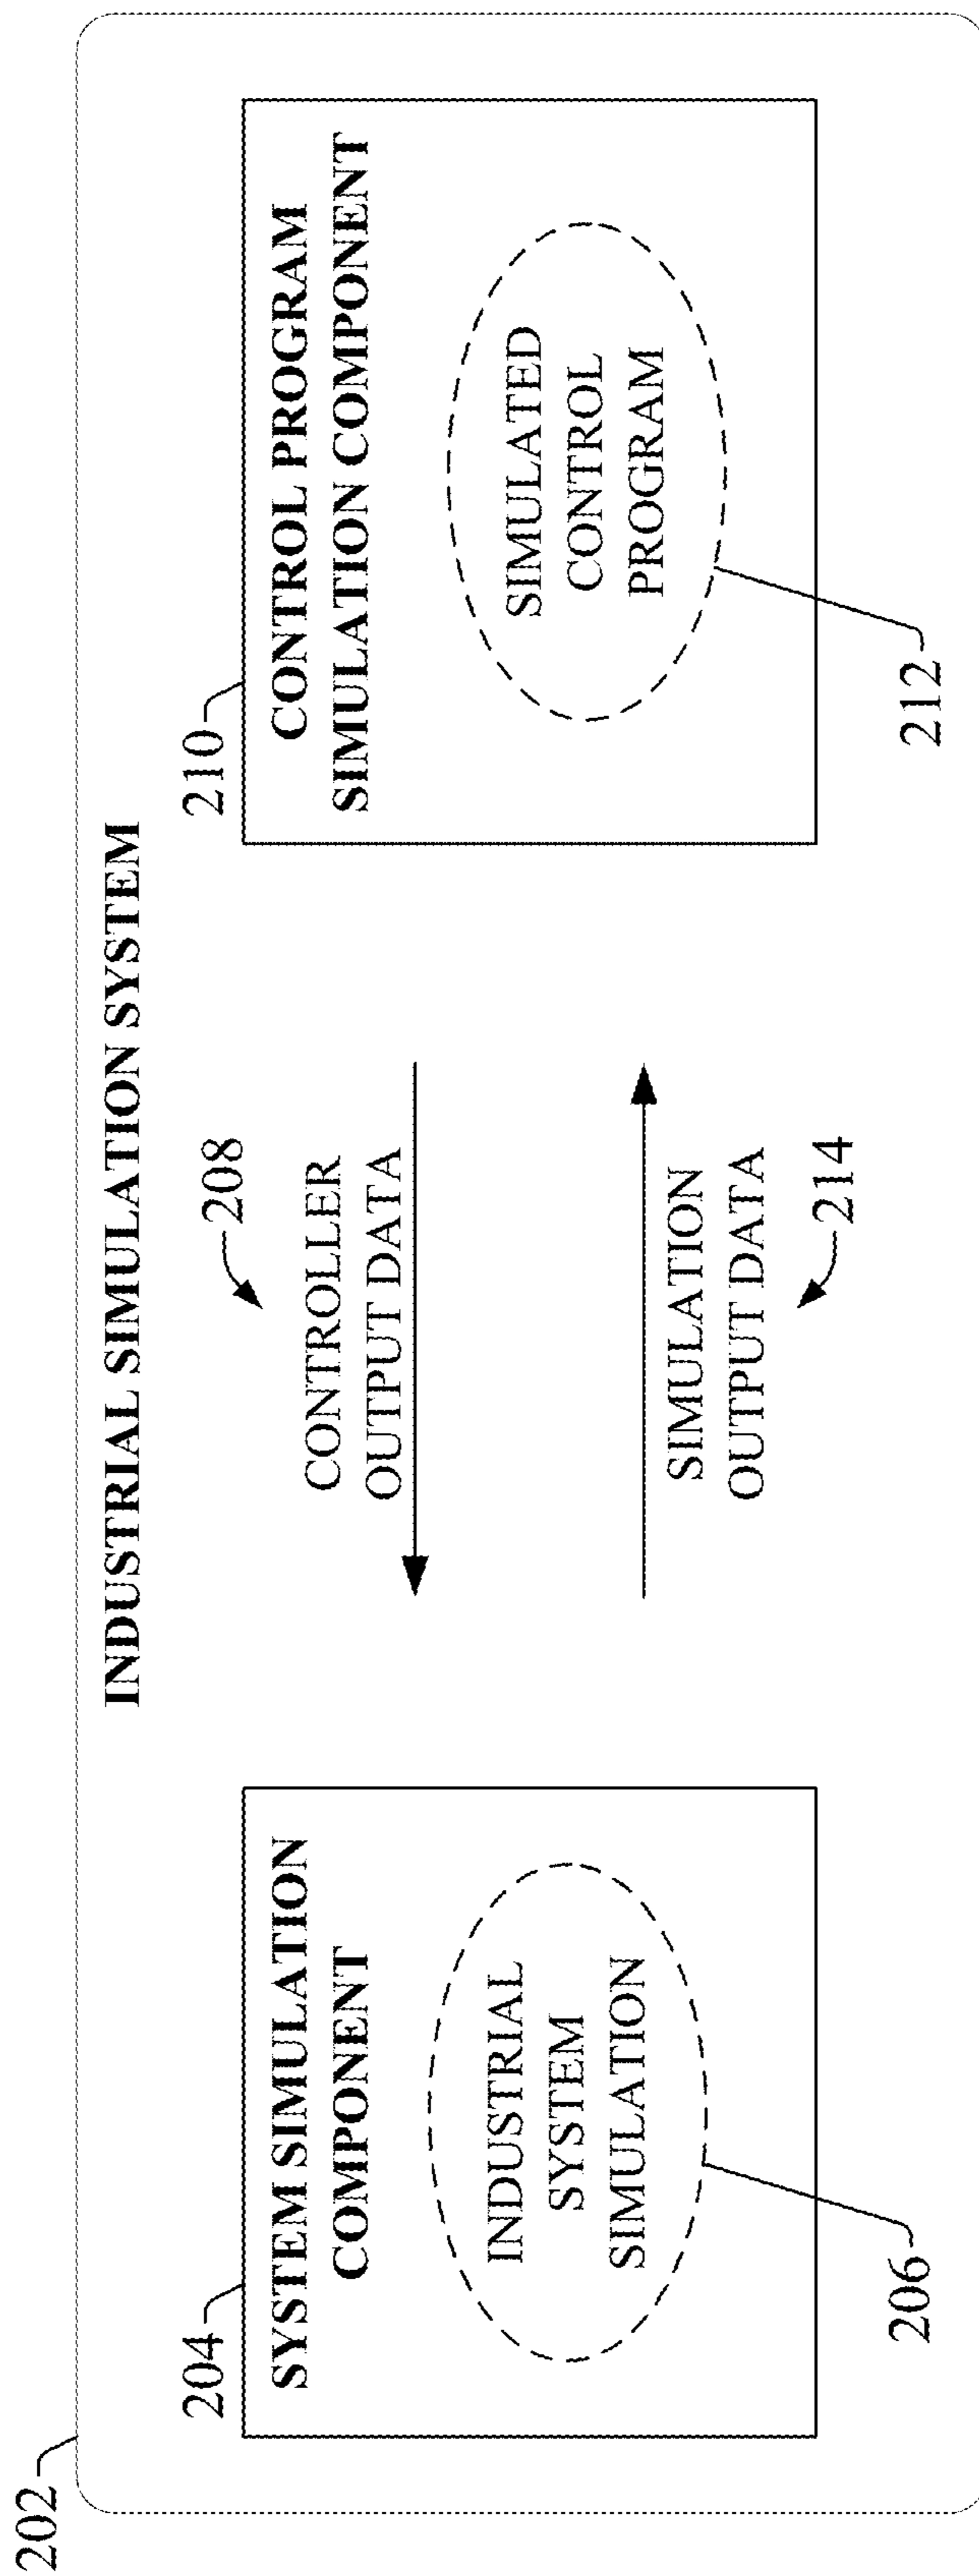 202
INDUSTRIAL SIMULATION SYSTEM
204
SYSTEM SIMULATION
COMPONENT
INDUSTRIAL
SYSTEM
SIMULATION
206
208
CONTROLLER
OUTPUT DATA
SIMULATION
OUTPUT DATA
214
210
CONTROL PROGRAM
SIMULATION COMPONENT
SIMULATED
CONTROL
PROGRAM
212